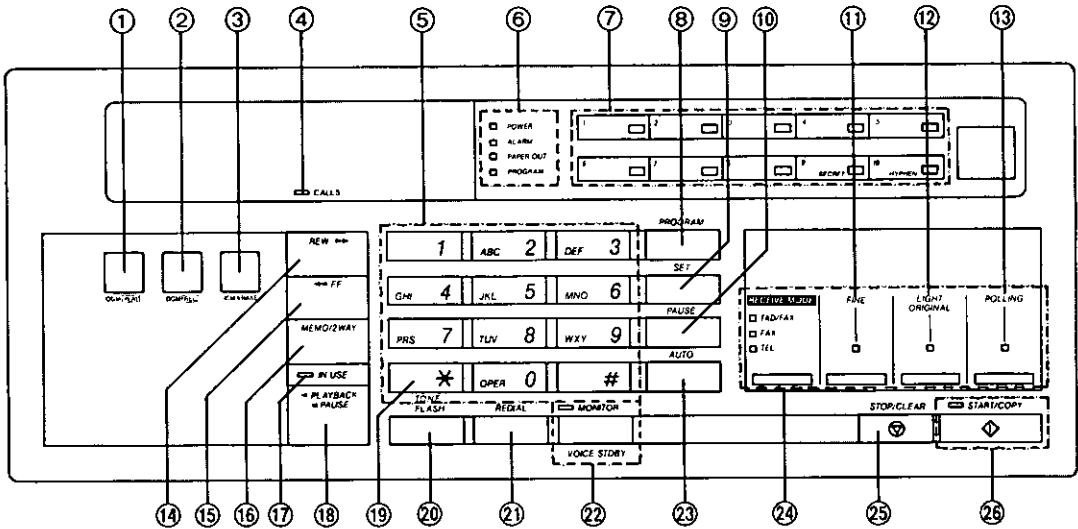 ① ② ③ ④ ⑤ ⑥ ⑦ ⑧ ⑨ ⑩ ⑪ ⑫ ⑬
POWER
ALARM
PAPER OUT
PROGRAM
1 2 3 4 5
7 9 SECRET 10 HYPHEN
CALLS
REW
FF
MEMO/2WAY
IN USE
PLAYBACK
PAUSE
1 ABC 2 DEF 3
GHI 4 JKL 5 MNO 6
PRS 7 TUV 8 WXY 9
* OPER 0 #
TONE
PROGRAM
SET
PAUSE
AUTO
FLASH REDIAL MONITOR
VOICE STDBY
RECEIVE MODE FINE LIGHT ORIGINAL POLLING
TAD/FAX
FAX
TEL
STOP/CLEAR START/COPY
⑭ ⑮ ⑯ ⑰ ⑱ ⑲ ⑳ ㉑ ㉒ ㉓ ㉔ ㉕ ㉖